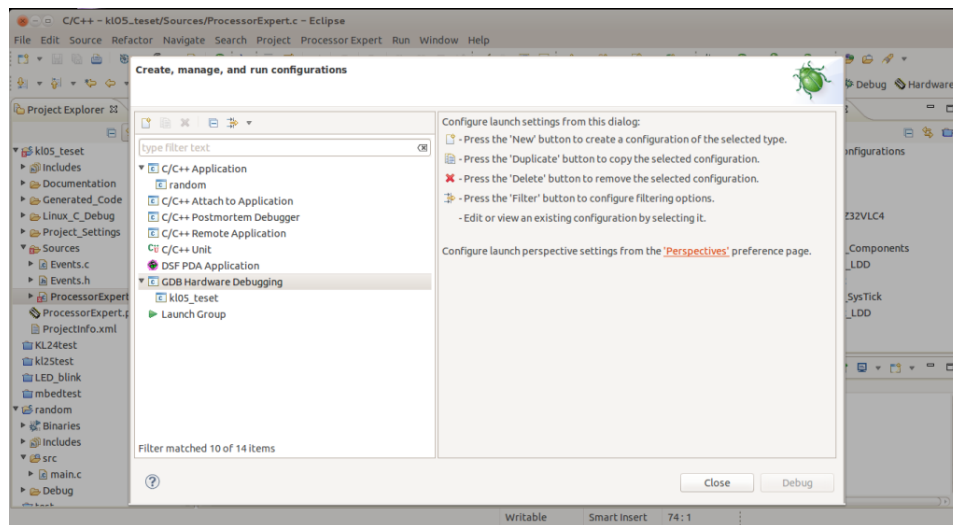 C/C++ – kl05_teset/Sources/ProcessorExpert.c – Eclipse
File Edit Source Refactor Navigate Search Project Processor Expert Run Window Help
Debug Hardware
Project Explorer
kl05_teset
Includes
Documentation
Generated_Code
Linux_C_Debug
Project_Settings
Sources
Events.c
Events.h
ProcessorExpert
ProcessorExpert.p
ProjectInfo.xml
KL24test
kl25test
LED_blink
mbedtest
random
Binaries
Includes
src
main.c
Debug
Create, manage, and run configurations
type filter text
C/C++ Application
random
C/C++ Attach to Application
C/C++ Postmortem Debugger
C/C++ Remote Application
C/C++ Unit
DSF PDA Application
GDB Hardware Debugging
kl05_teset
Launch Group
Filter matched 10 of 14 items
Configure launch settings from this dialog:
- Press the 'New' button to create a configuration of the selected type.
- Press the 'Duplicate' button to copy the selected configuration.
- Press the 'Delete' button to remove the selected configuration.
- Press the 'Filter' button to configure filtering options.
- Edit or view an existing configuration by selecting it.
Configure launch perspective settings from the 'Perspectives' preference page.
Close Debug
onfigurations
Z32VLC4
_Components
_LDD
_SysTick
_LDD
Writable Smart Insert 74 : 1